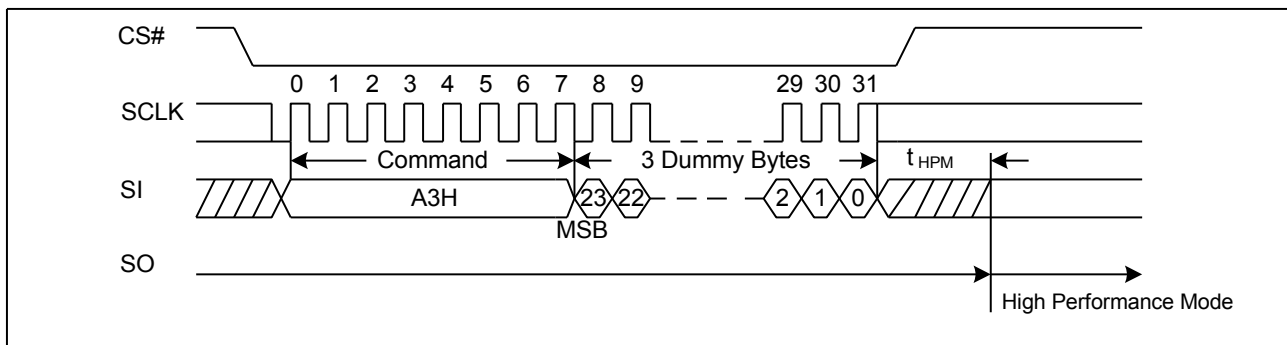 CS#
0 1 2 3 4 5 6 7 8 9 29 30 31
SCLK
Command 3 Dummy Bytes tHPM
SI A3H 23 22 2 1 0
MSB
SO
High Performance Mode